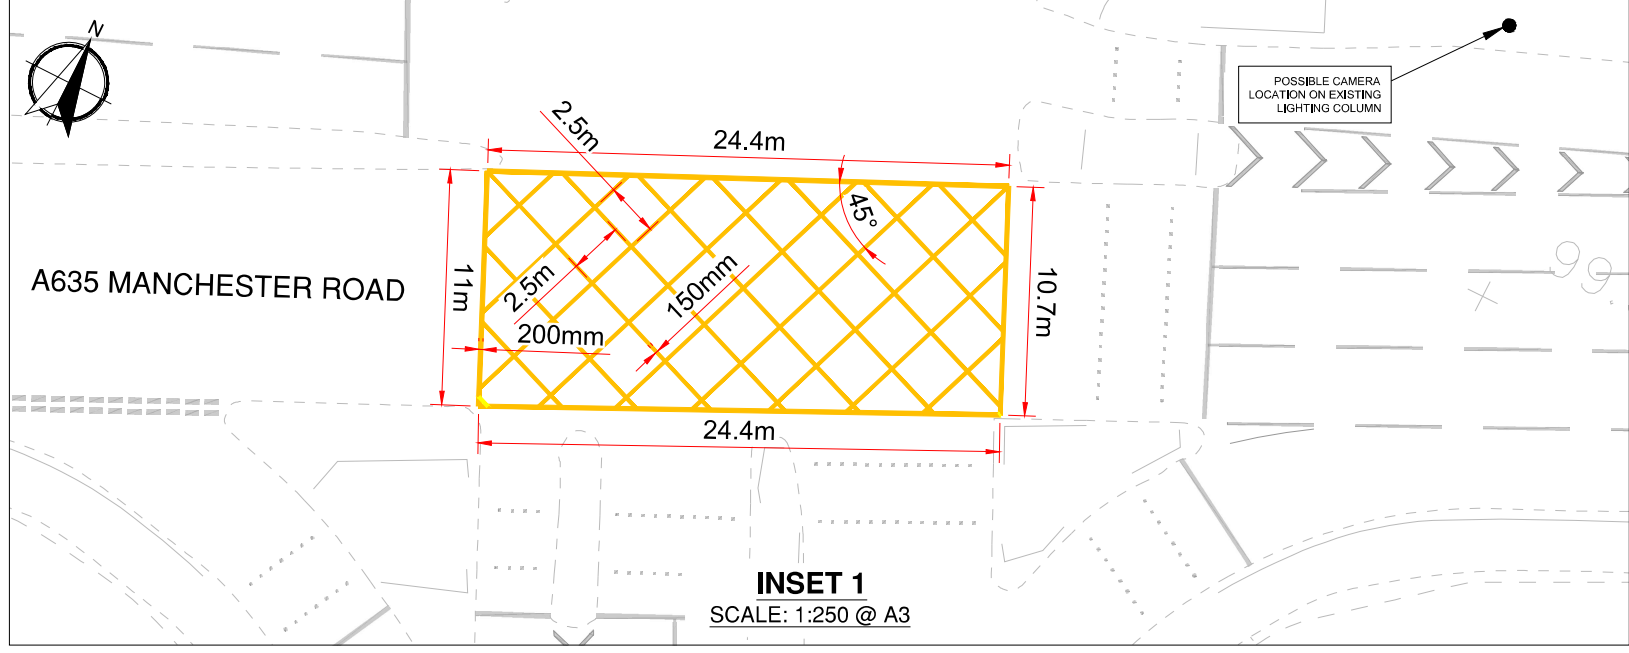 N
POSSIBLE CAMERA
LOCATION ON EXISTING
LIGHTING COLUMN
2.5m
24.4m
45°
A635 MANCHESTER ROAD
11m
2.5m
150mm
10.7m
200mm
99.
24.4m
INSET 1
SCALE: 1:250 @ A3